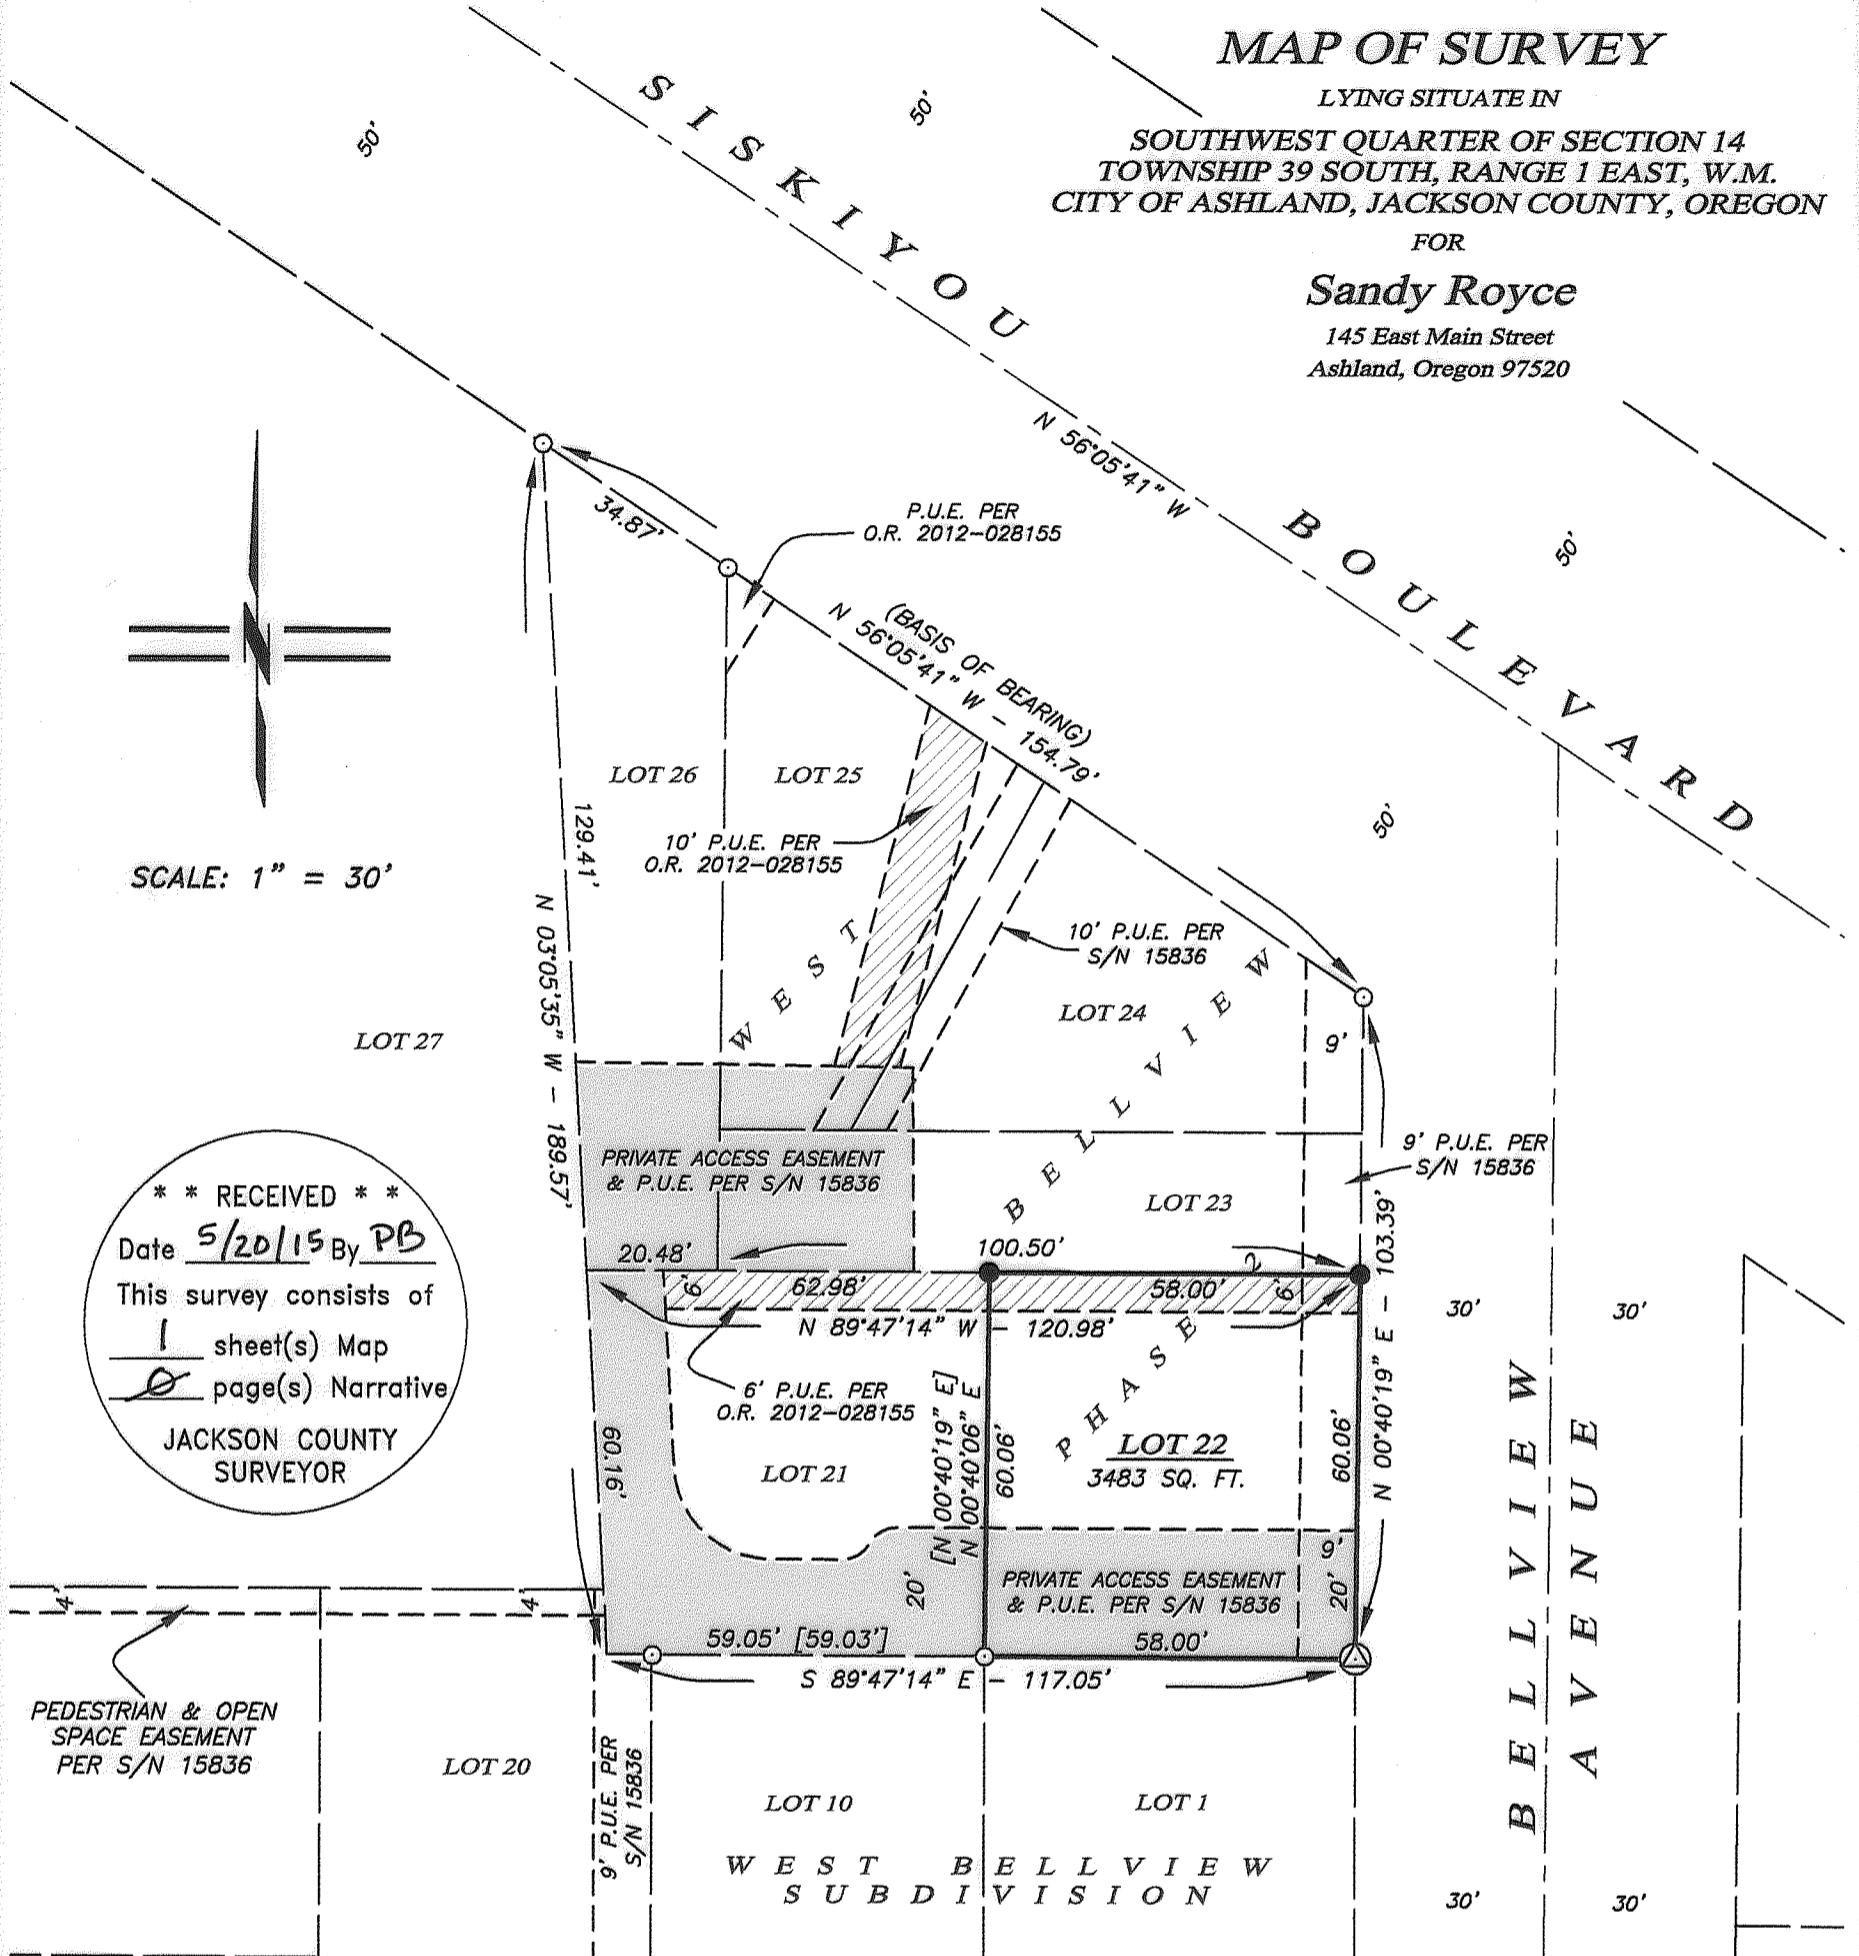 MAP OF SURVEY
LYING SITUATE IN
SOUTHWEST QUARTER OF SECTION 14
TOWNSHIP 39 SOUTH, RANGE 1 EAST, W.M.
CITY OF ASHLAND, JACKSON COUNTY, OREGON
FOR
Sandy Royce
145 East Main Street
Ashland, Oregon 97520
50'
50'
SISKIYOU BOULEVARD
N 56°05'41" W
50'
50'
34.87'
P.U.E. PER
O.R. 2012-028155
(BASIS OF BEARING)
N 56°05'41" W - 154.79'
SCALE: 1" = 30'
LOT 26
LOT 25
129.41'
10' P.U.E. PER
O.R. 2012-028155
N 03°05'35" W - 189.57'
10' P.U.E. PER
S/N 15836
LOT 24
9'
LOT 27
WEST BELLVIEW
PHASE 2
PRIVATE ACCESS EASEMENT
& P.U.E. PER S/N 15836
9' P.U.E. PER
S/N 15836
LOT 23
103.39'
N 00°40'19" E -
* * RECEIVED * *
Date 5/20/15 By PB
This survey consists of
1 sheet(s) Map
0 page(s) Narrative
JACKSON COUNTY
SURVEYOR
20.48'
100.50'
6'
62.98'
58.00'
6'
N 89°47'14" W - 120.98'
30'
30'
6' P.U.E. PER
O.R. 2012-028155
[N 00°40'19" E]
N 00°40'06" E
60.06'
60.06'
60.16'
LOT 21
LOT 22
3483 SQ. FT.
BELLVIEW
AVENUE
20'
PRIVATE ACCESS EASEMENT
& P.U.E. PER S/N 15836
9'
20'
4'
4'
59.05' [59.03']
58.00'
S 89°47'14" E - 117.05'
PEDESTRIAN & OPEN
SPACE EASEMENT
PER S/N 15836
LOT 20
9' P.U.E. PER
S/N 15836
LOT 10
LOT 1
WEST BELLVIEW
SUBDIVISION
30'
30'